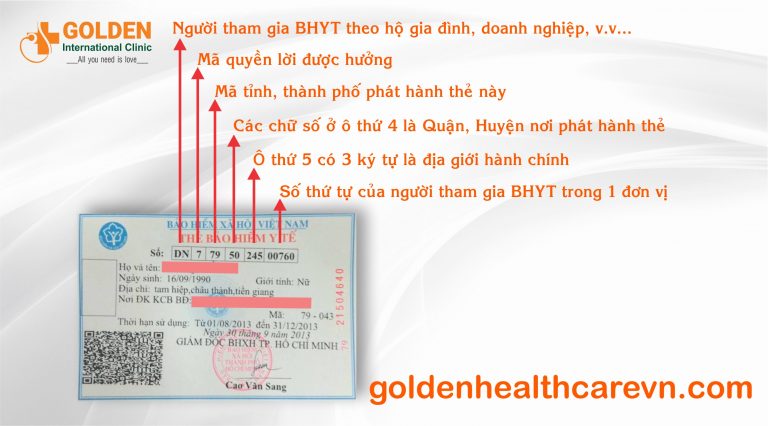 GOLDEN
International Clinic
All you need is love
Người tham gia BHYT theo hộ gia đình, doanh nghiệp, v.v...
Mã quyền lời được hưởng
Mã tỉnh, thành phố phát hành thẻ này
Các chữ số ở ô thứ 4 là Quận, Huyện nơi phát hành thẻ
Ô thứ 5 có 3 ký tự là địa giới hành chính
Số thứ tự của người tham gia BHYT trong 1 đơn vị
BẢO HIỂM XÃ HỘI VIỆT NAM
THẺ BẢO HIỂM Y TẾ
Số: DN 7 79 50 245 00760
Họ và tên:
Ngày sinh: 16/09/1990 Giới tính: Nữ
Địa chỉ: tam hiệp,châu thành,tiền giang
Nơi ĐK KCB BĐ:
Mã: 79 - 043
Thời hạn sử dụng: Từ 01/08/2013 đến 31/12/2013
Ngày 30 tháng 9 năm 2013
GIÁM ĐỐC BHXH TP. HỒ CHÍ MINH
Cao Văn Sang
79 21504640
goldenhealthcarevn.com